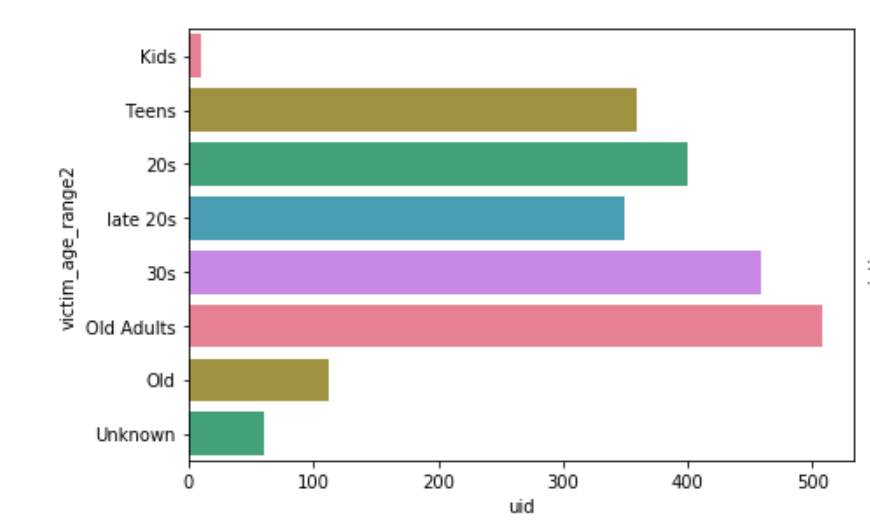 Kids
Teens
20s
late 20s
30s
Old Adults
Old
Unknown
victim_age_range2
0 100 200 300 400 500
uid